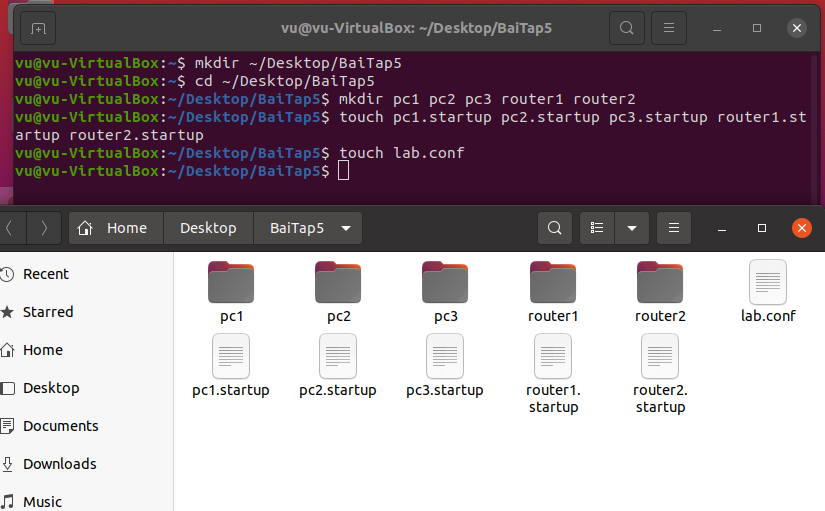 vu@vu-VirtualBox: ~/Desktop/BaiTap5
vu@vu-VirtualBox:~$ mkdir ~/Desktop/BaiTap5
vu@vu-VirtualBox:~$ cd ~/Desktop/BaiTap5
vu@vu-VirtualBox:~/Desktop/BaiTap5$ mkdir pc1 pc2 pc3 router1 router2
vu@vu-VirtualBox:~/Desktop/BaiTap5$ touch pc1.startup pc2.startup pc3.startup router1.st
artup router2.startup
vu@vu-VirtualBox:~/Desktop/BaiTap5$ touch lab.conf
vu@vu-VirtualBox:~/Desktop/BaiTap5$
Home Desktop BaiTap5
Recent
Starred
Home
Desktop
Documents
Downloads
Music
pc1 pc2 pc3 router1 router2 lab.conf
pc1.startup pc2.startup pc3.startup router1. router2.
startup startup